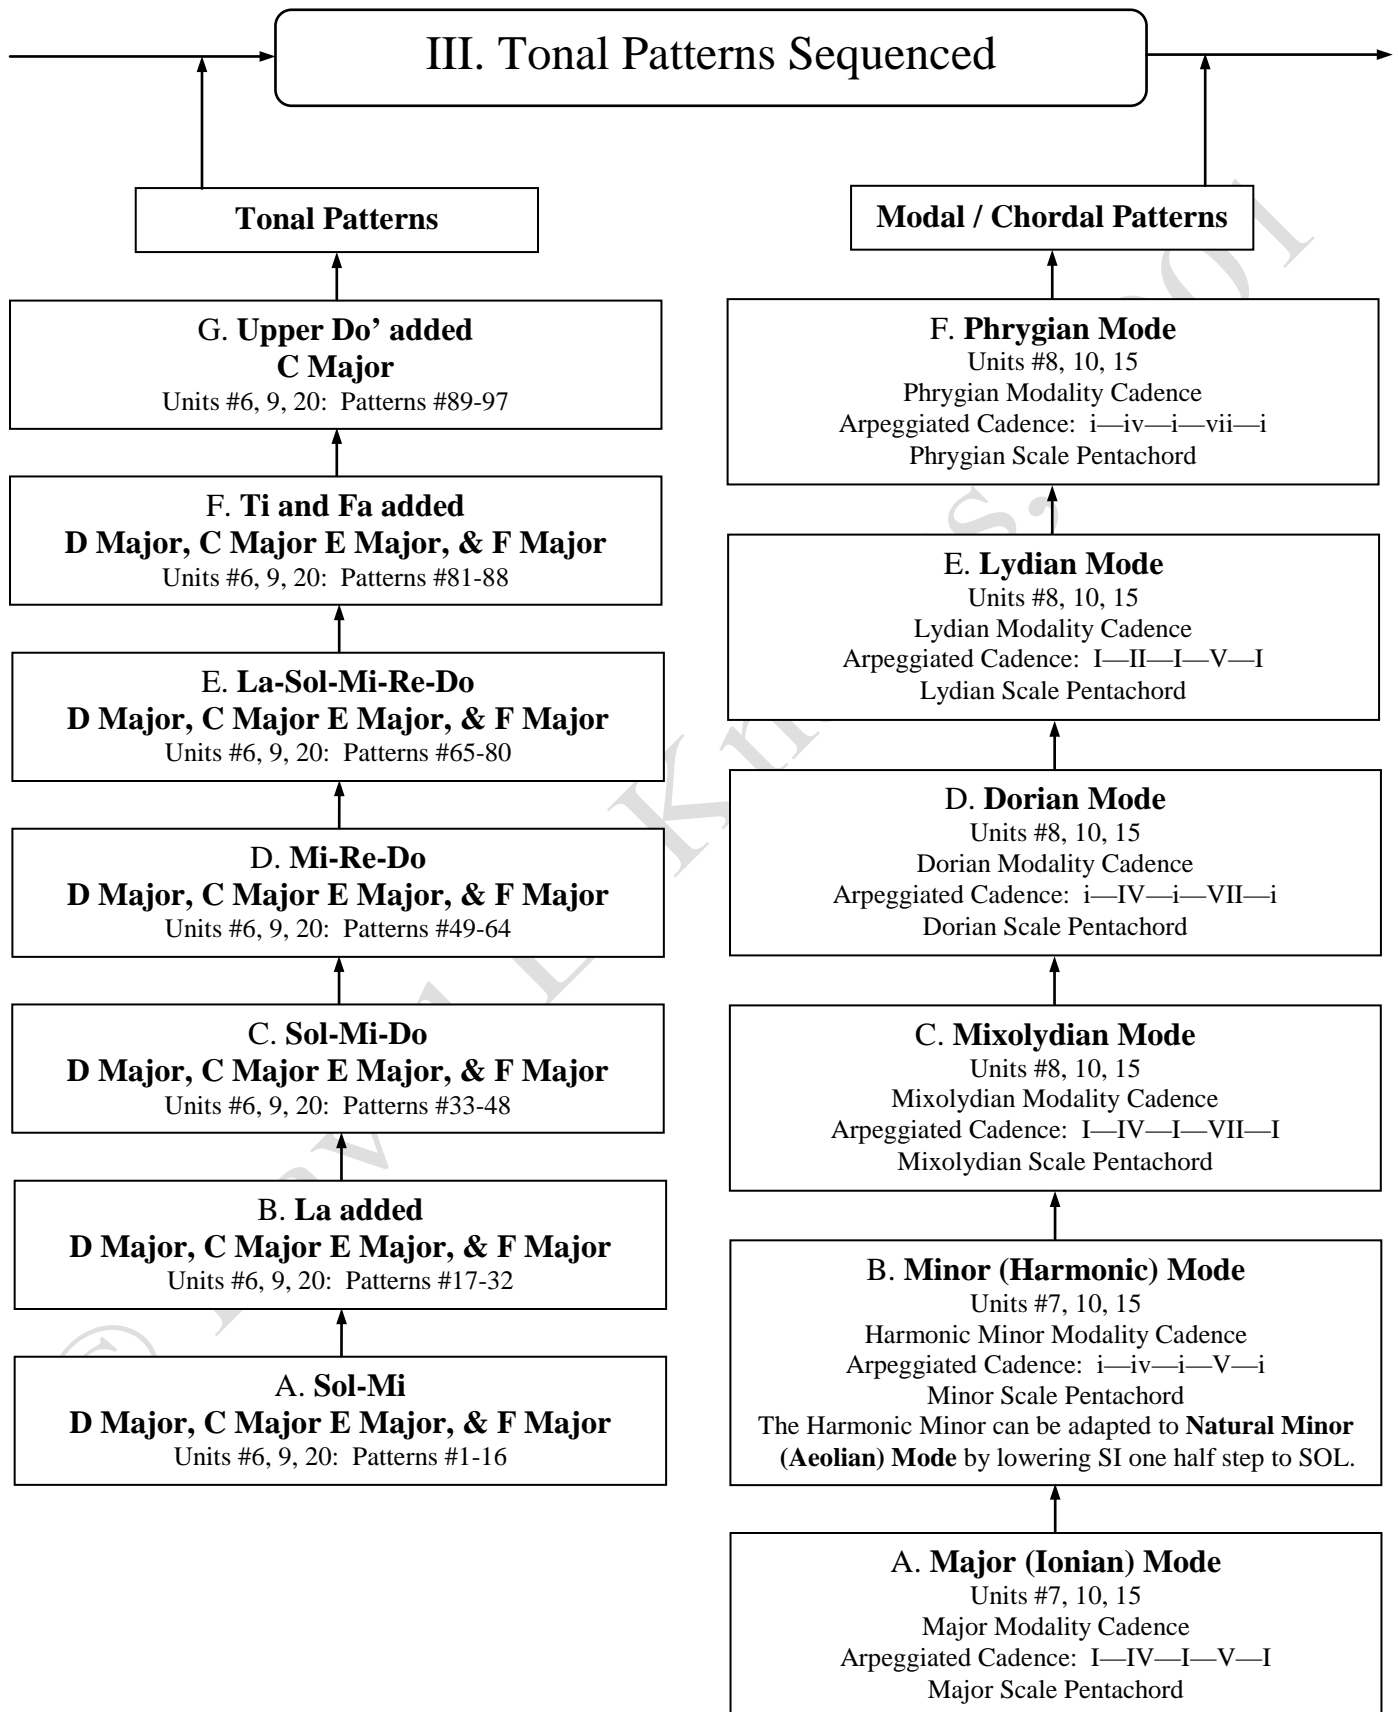 III. Tonal Patterns Sequenced
Tonal Patterns
G. Upper Do’ added
C Major
Units #6, 9, 20:  Patterns #89-97
F. Ti and Fa added
D Major, C Major E Major, & F Major
Units #6, 9, 20:  Patterns #81-88
E. La-Sol-Mi-Re-Do
D Major, C Major E Major, & F Major
Units #6, 9, 20:  Patterns #65-80
D. Mi-Re-Do
D Major, C Major E Major, & F Major
Units #6, 9, 20:  Patterns #49-64
C. Sol-Mi-Do
D Major, C Major E Major, & F Major
Units #6, 9, 20:  Patterns #33-48
B. La added
D Major, C Major E Major, & F Major
Units #6, 9, 20:  Patterns #17-32
A. Sol-Mi
D Major, C Major E Major, & F Major
Units #6, 9, 20:  Patterns #1-16
Modal / Chordal Patterns
F. Phrygian Mode
Units #8, 10, 15
Phrygian Modality Cadence
Arpeggiated Cadence:  i—iv—i—vii—i
Phrygian Scale Pentachord
E. Lydian Mode
Units #8, 10, 15
Lydian Modality Cadence
Arpeggiated Cadence:  I—II—I—V—I
Lydian Scale Pentachord
D. Dorian Mode
Units #8, 10, 15
Dorian Modality Cadence
Arpeggiated Cadence:  i—IV—i—VII—i
Dorian Scale Pentachord
C. Mixolydian Mode
Units #8, 10, 15
Mixolydian Modality Cadence
Arpeggiated Cadence:  I—IV—I—VII—I
Mixolydian Scale Pentachord
B. Minor (Harmonic) Mode
Units #7, 10, 15
Harmonic Minor Modality Cadence
Arpeggiated Cadence:  i—iv—i—V—i
Minor Scale Pentachord
The Harmonic Minor can be adapted to Natural Minor
(Aeolian) Mode by lowering SI one half step to SOL.
A. Major (Ionian) Mode
Units #7, 10, 15
Major Modality Cadence
Arpeggiated Cadence:  I—IV—I—V—I
Major Scale Pentachord